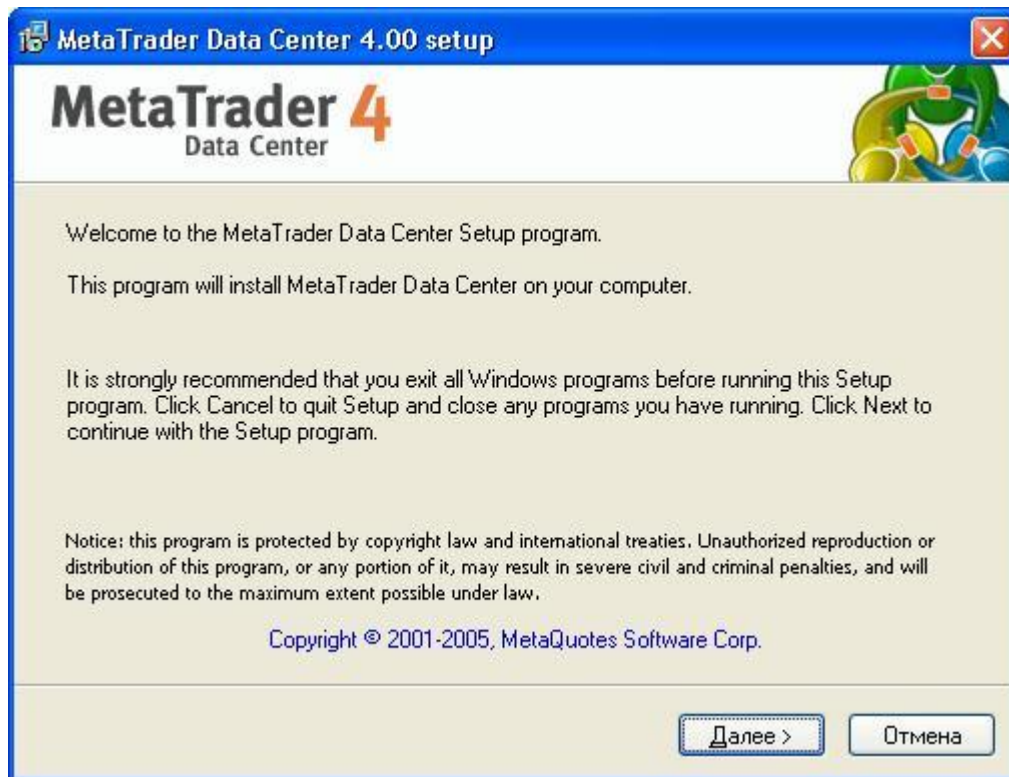 MetaTrader Data Center 4.00 setup
MetaTrader 4
Data Center
Welcome to the MetaTrader Data Center Setup program.
This program will install MetaTrader Data Center on your computer.
It is strongly recommended that you exit all Windows programs before running this Setup
program. Click Cancel to quit Setup and close any programs you have running. Click Next to
continue with the Setup program.
Notice: this program is protected by copyright law and international treaties. Unauthorized reproduction or
distribution of this program, or any portion of it, may result in severe civil and criminal penalties, and will
be prosecuted to the maximum extent possible under law.
Copyright © 2001-2005, MetaQuotes Software Corp.
Далее > Отмена